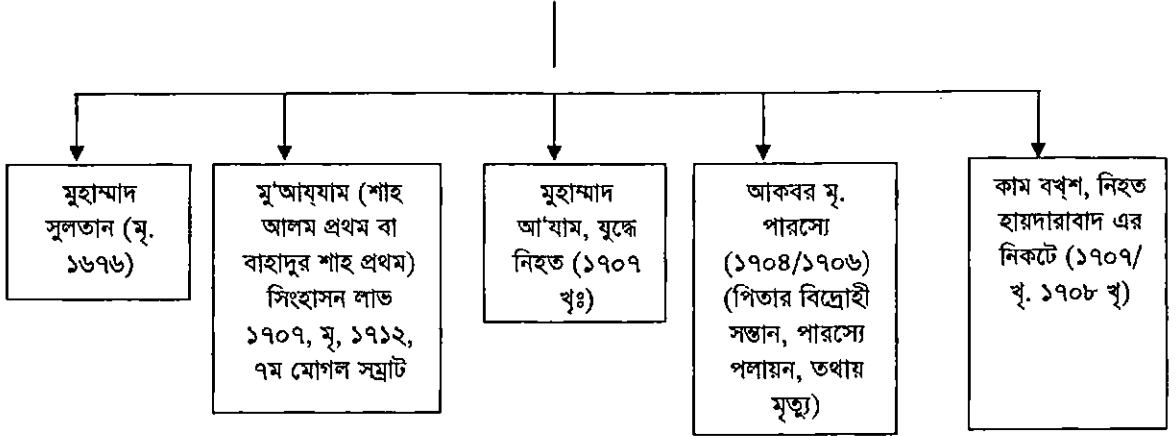 মুহাম্মাদ
সুলতান (মৃ.
১৬৭৬)
মু'আয্যাম (শাহ
আলম প্রথম বা
বাহাদুর শাহ প্রথম)
সিংহাসন লাভ
১৭০৭, মৃ, ১৭১২,
৭ম মোগল সম্রাট
মুহাম্মাদ
আ'যাম, যুদ্ধে
নিহত (১৭০৭
খৃঃ)
আকবর মৃ.
পারস্যে
(১৭০৪/১৭০৬)
(পিতার বিদ্রোহী
সন্তান, পারস্যে
পলায়ন, তথায়
মৃত্যু)
কাম বখ্শ, নিহত
হায়দারাবাদ এর
নিকটে (১৭০৭/
খৃ. ১৭০৮ খৃ)